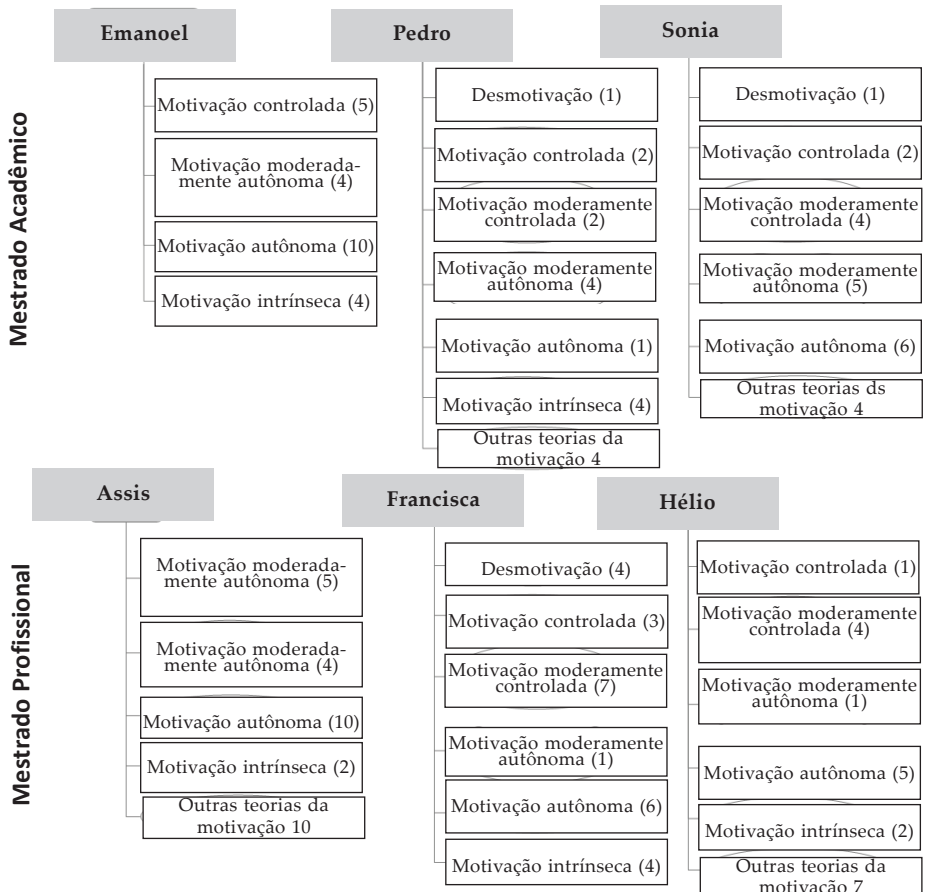 Mestrado Acadêmico
Emanoel
Motivação controlada (5)
Motivação moderada-
mente autônoma (4)
Motivação autônoma (10)
Motivação intrínseca (4)
Pedro
Desmotivação (1)
Motivação controlada (2)
Motivação moderamente
controlada (2)
Motivação moderamente
autônoma (4)
Motivação autônoma (1)
Motivação intrínseca (4)
Outras teorias da
motivação 4
Sonia
Desmotivação (1)
Motivação controlada (2)
Motivação moderamente
controlada (4)
Motivação moderamente
autônoma (5)
Motivação autônoma (6)
Outras teorias ds
motivação 4
Mestrado Profissional
Assis
Motivação moderada-
mente autônoma (5)
Motivação moderada-
mente autônoma (4)
Motivação autônoma (10)
Motivação intrínseca (2)
Outras teorias da
motivação 10
Francisca
Desmotivação (4)
Motivação controlada (3)
Motivação moderamente
controlada (7)
Motivação moderamente
autônoma (1)
Motivação autônoma (6)
Motivação intrínseca (4)
Hélio
Motivação controlada (1)
Motivação moderamente
controlada (4)
Motivação moderamente
autônoma (1)
Motivação autônoma (5)
Motivação intrínseca (2)
Outras teorias da
motivação 7